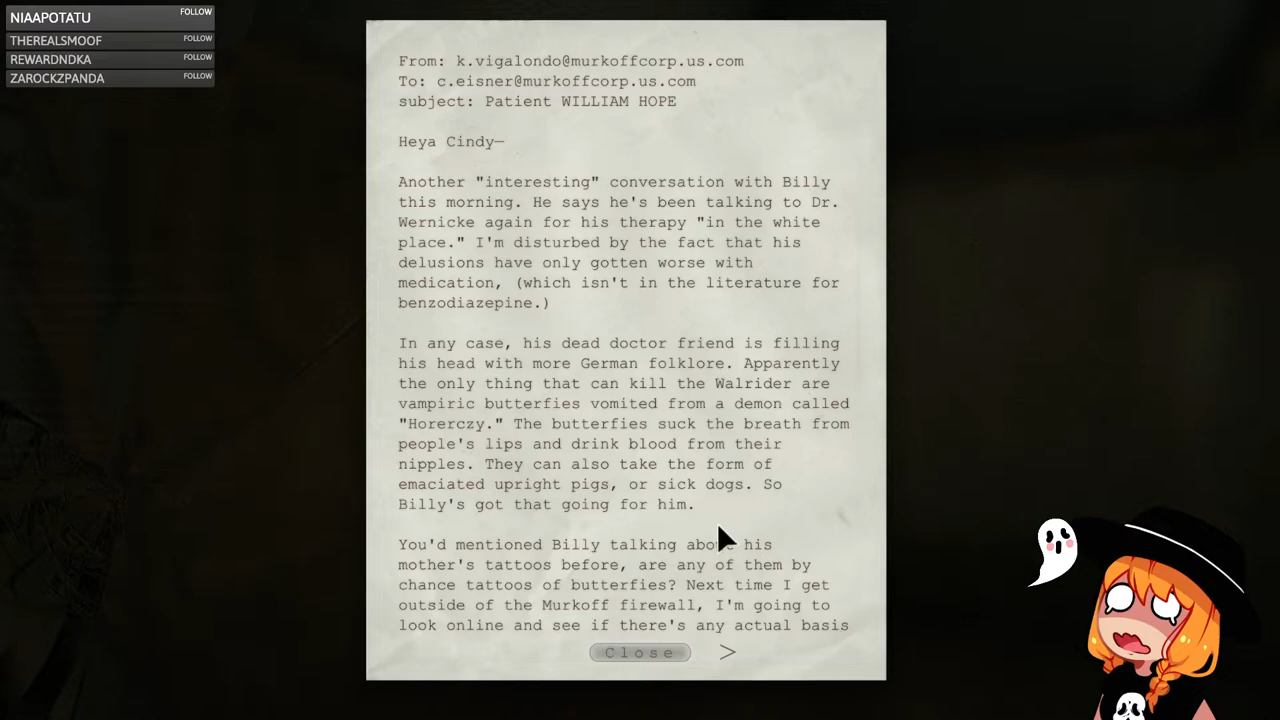 NIAAPOTATU FOLLOW
THEREALSMOOF FOLLOW
REWARDNDKA FOLLOW
ZAROCKZPANDA FOLLOW
From: k.vigalondo@murkoffcorp.us.com
To: c.eisner@murkoffcorp.us.com
subject: Patient WILLIAM HOPE
Heya Cindy—
Another "interesting" conversation with Billy
this morning. He says he's been talking to Dr.
Wernicke again for his therapy "in the white
place." I'm disturbed by the fact that his
delusions have only gotten worse with
medication, (which isn't in the literature for
benzodiazepine.)
In any case, his dead doctor friend is filling
his head with more German folklore. Apparently
the only thing that can kill the Walrider are
vampiric butterfies vomited from a demon called
"Horerczy." The butterfies suck the breath from
people's lips and drink blood from their
nipples. They can also take the form of
emaciated upright pigs, or sick dogs. So
Billy's got that going for him.
You'd mentioned Billy talking about his
mother's tattoos before, are any of them by
chance tattoos of butterfies? Next time I get
outside of the Murkoff firewall, I'm going to
look online and see if there's any actual basis
Close >